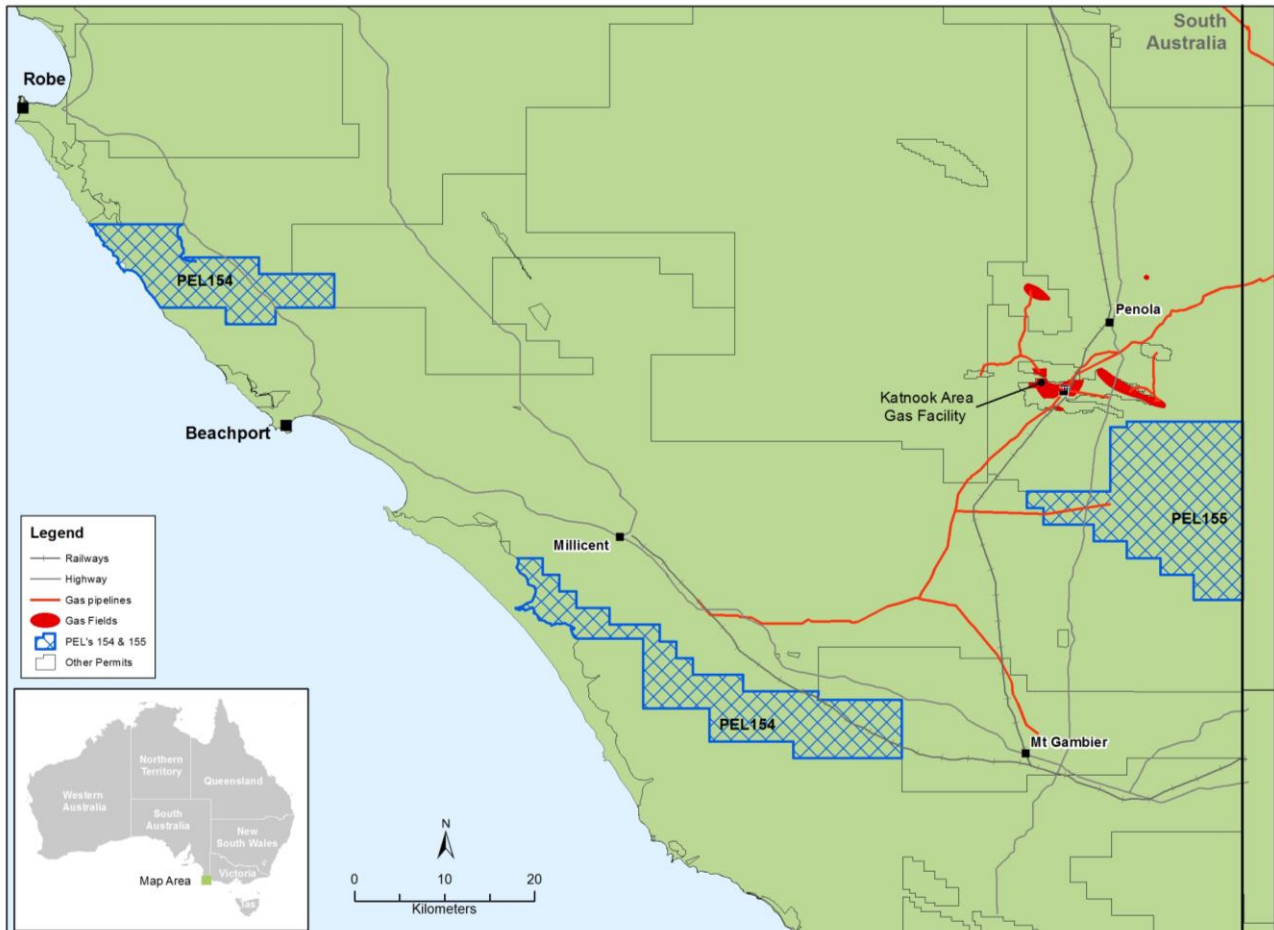 South
Australia
Robe
PEL154
Penola
Katnook Area
Gas Facility
Beachport
PEL155
Millicent
PEL154
Mt Gambier
Legend
Railways
Highway
Gas pipelines
Gas Fields
PEL's 154 & 155
Other Permits
Northern
Territory
Queensland
Western
Australia
South
Australia
New
South Wales
Victoria
Map Area
Tas
N
0 10 20
Kilometers